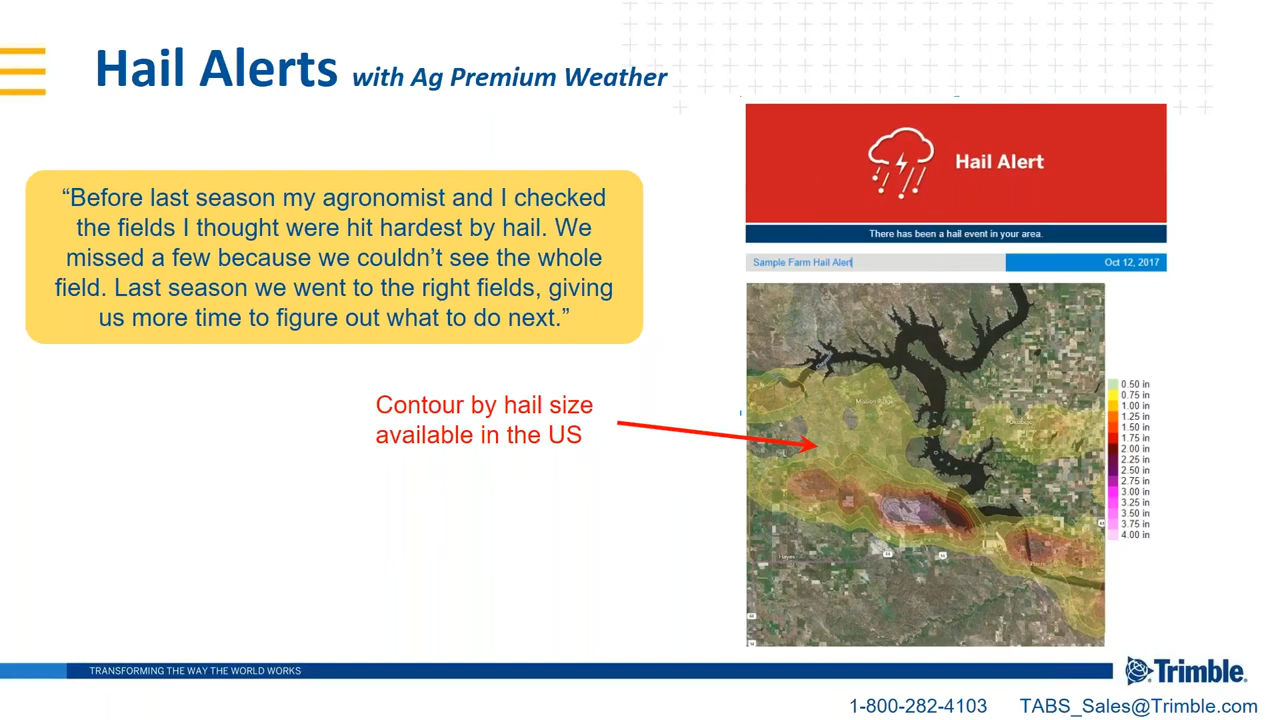 Hail Alerts with Ag Premium Weather
“Before last season my agronomist and I checked
the fields I thought were hit hardest by hail. We
missed a few because we couldn’t see the whole
field. Last season we went to the right fields, giving
us more time to figure out what to do next.”
Contour by hail size
available in the US
Hail Alert
There has been a hail event in your area.
Sample Farm Hail Alert
Oct 12, 2017
0.50 in
0.75 in
1.00 in
1.25 in
1.50 in
1.75 in
2.00 in
2.25 in
2.50 in
2.75 in
3.00 in
3.25 in
3.50 in
3.75 in
4.00 in
TRANSFORMING THE WAY THE WORLD WORKS
Trimble
1-800-282-4103
TABS_Sales@Trimble.com